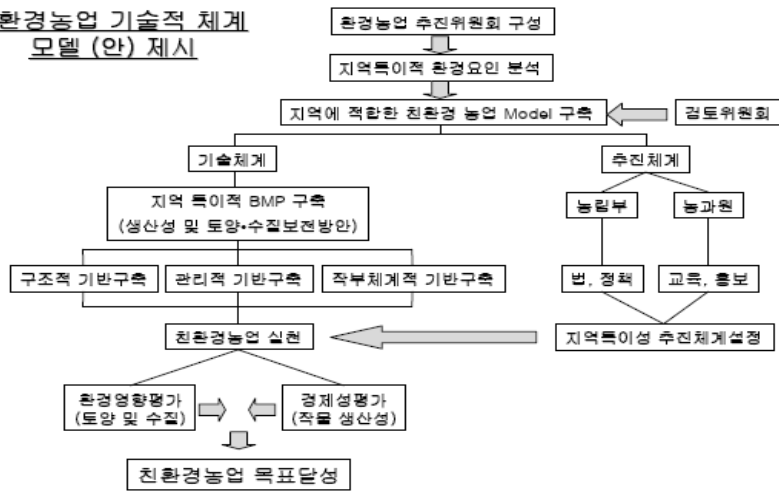 환경농업 기술적 체계
모델 (안) 제시
환경농업 추진위원회 구성
지역특이적 환경요인 분석
지역에 적합한 친환경 농업 Model 구축
검토위원회
기술체계
추진체계
지역 특이적 BMP 구축
(생산성 및 토양•수질보전방안)
농림부
농과원
구조적 기반구축
관리적 기반구축
작부체계적 기반구축
법, 정책
교육, 홍보
친환경농업 실천
지역특이성 추진체계설정
환경영향평가
(토양 및 수질)
경제성평가
(작물 생산성)
친환경농업 목표달성